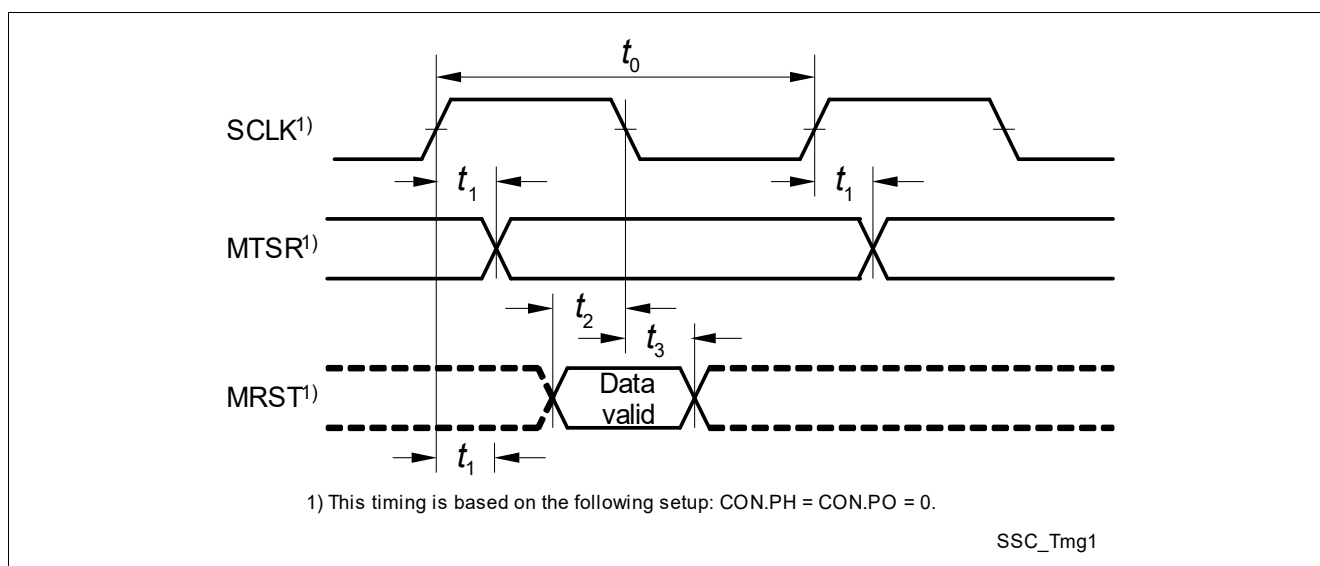 t0
SCLK1)
t1
t1
MTSR1)
t2
t3
MRST1)
Data
valid
t1
1) This timing is based on the following setup: CON.PH = CON.PO = 0.
SSC_Tmg1